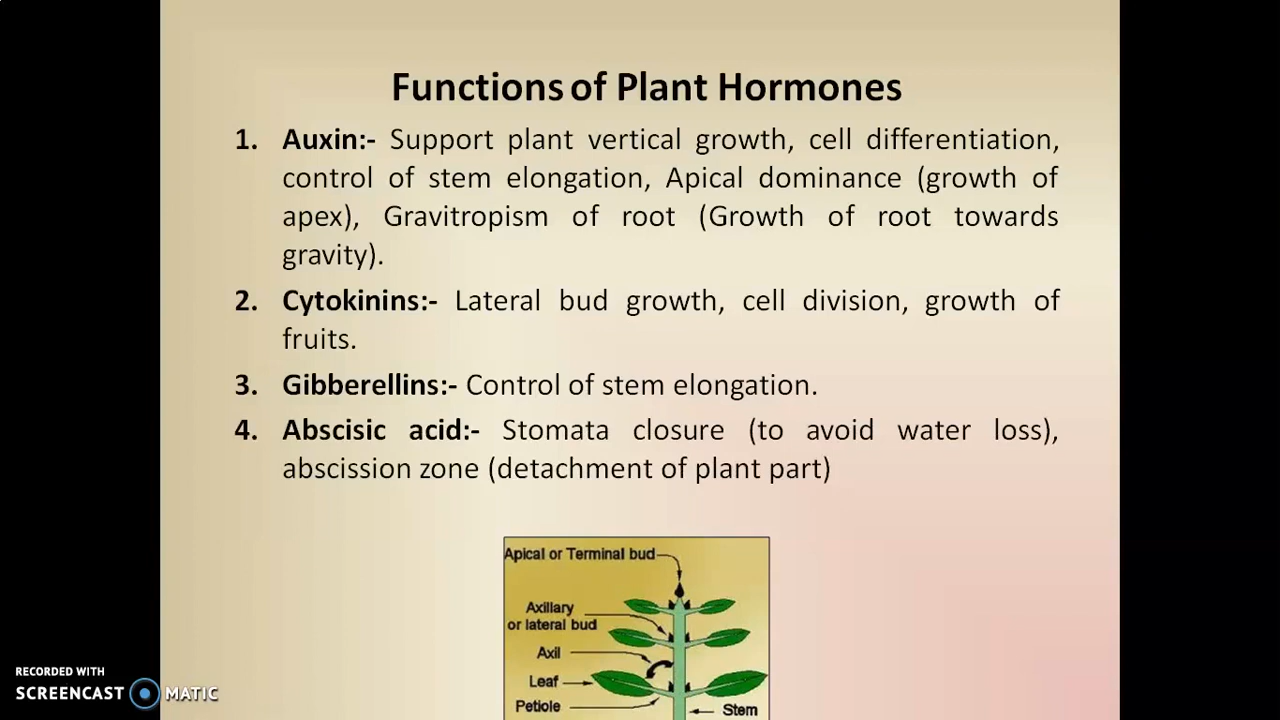 Functions of Plant Hormones
1. Auxin:- Support plant vertical growth, cell differentiation,
control of stem elongation, Apical dominance (growth of
apex), Gravitropism of root (Growth of root towards
gravity).
2. Cytokinins:- Lateral bud growth, cell division, growth of
fruits.
3. Gibberellins:- Control of stem elongation.
4. Abscisic acid:- Stomata closure (to avoid water loss),
abscission zone (detachment of plant part)
Apical or Terminal bud
Axillary
or lateral bud
Axil
Leaf
Petiole
Stem
RECORDED WITH
SCREENCAST MATIC